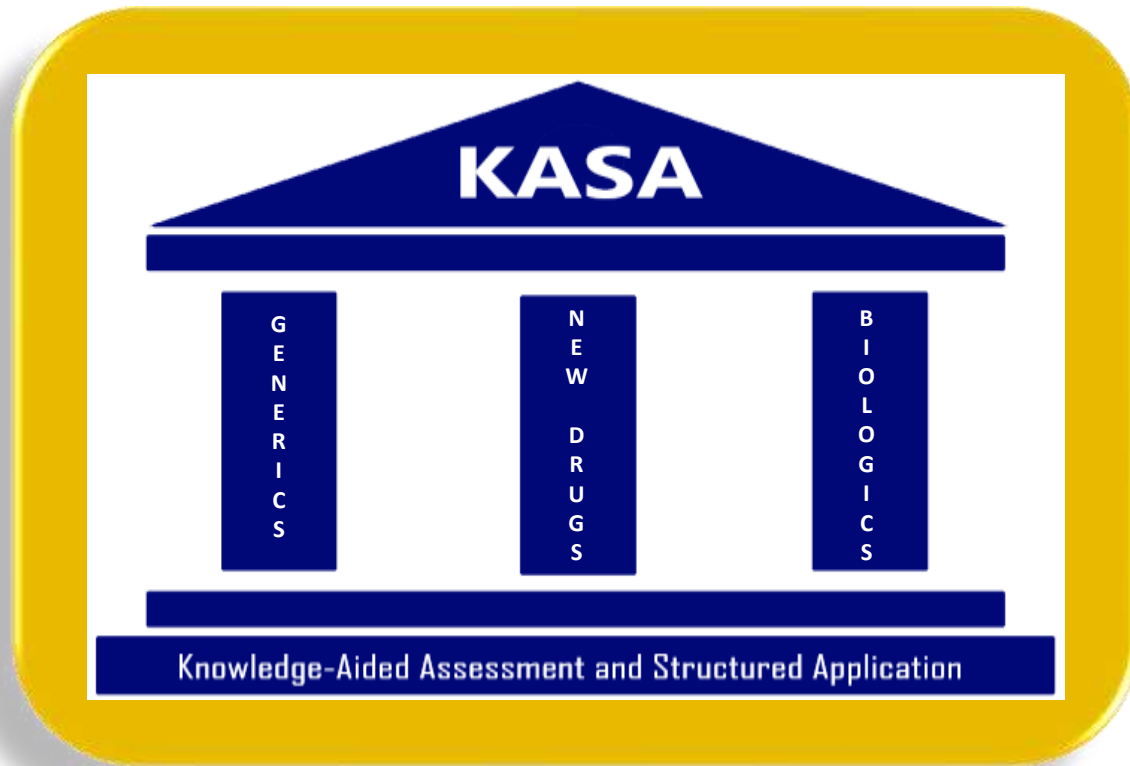 KASA
GENERICS
NEW DRUGS
BIOLOGICS
Knowledge-Aided Assessment and Structured Application